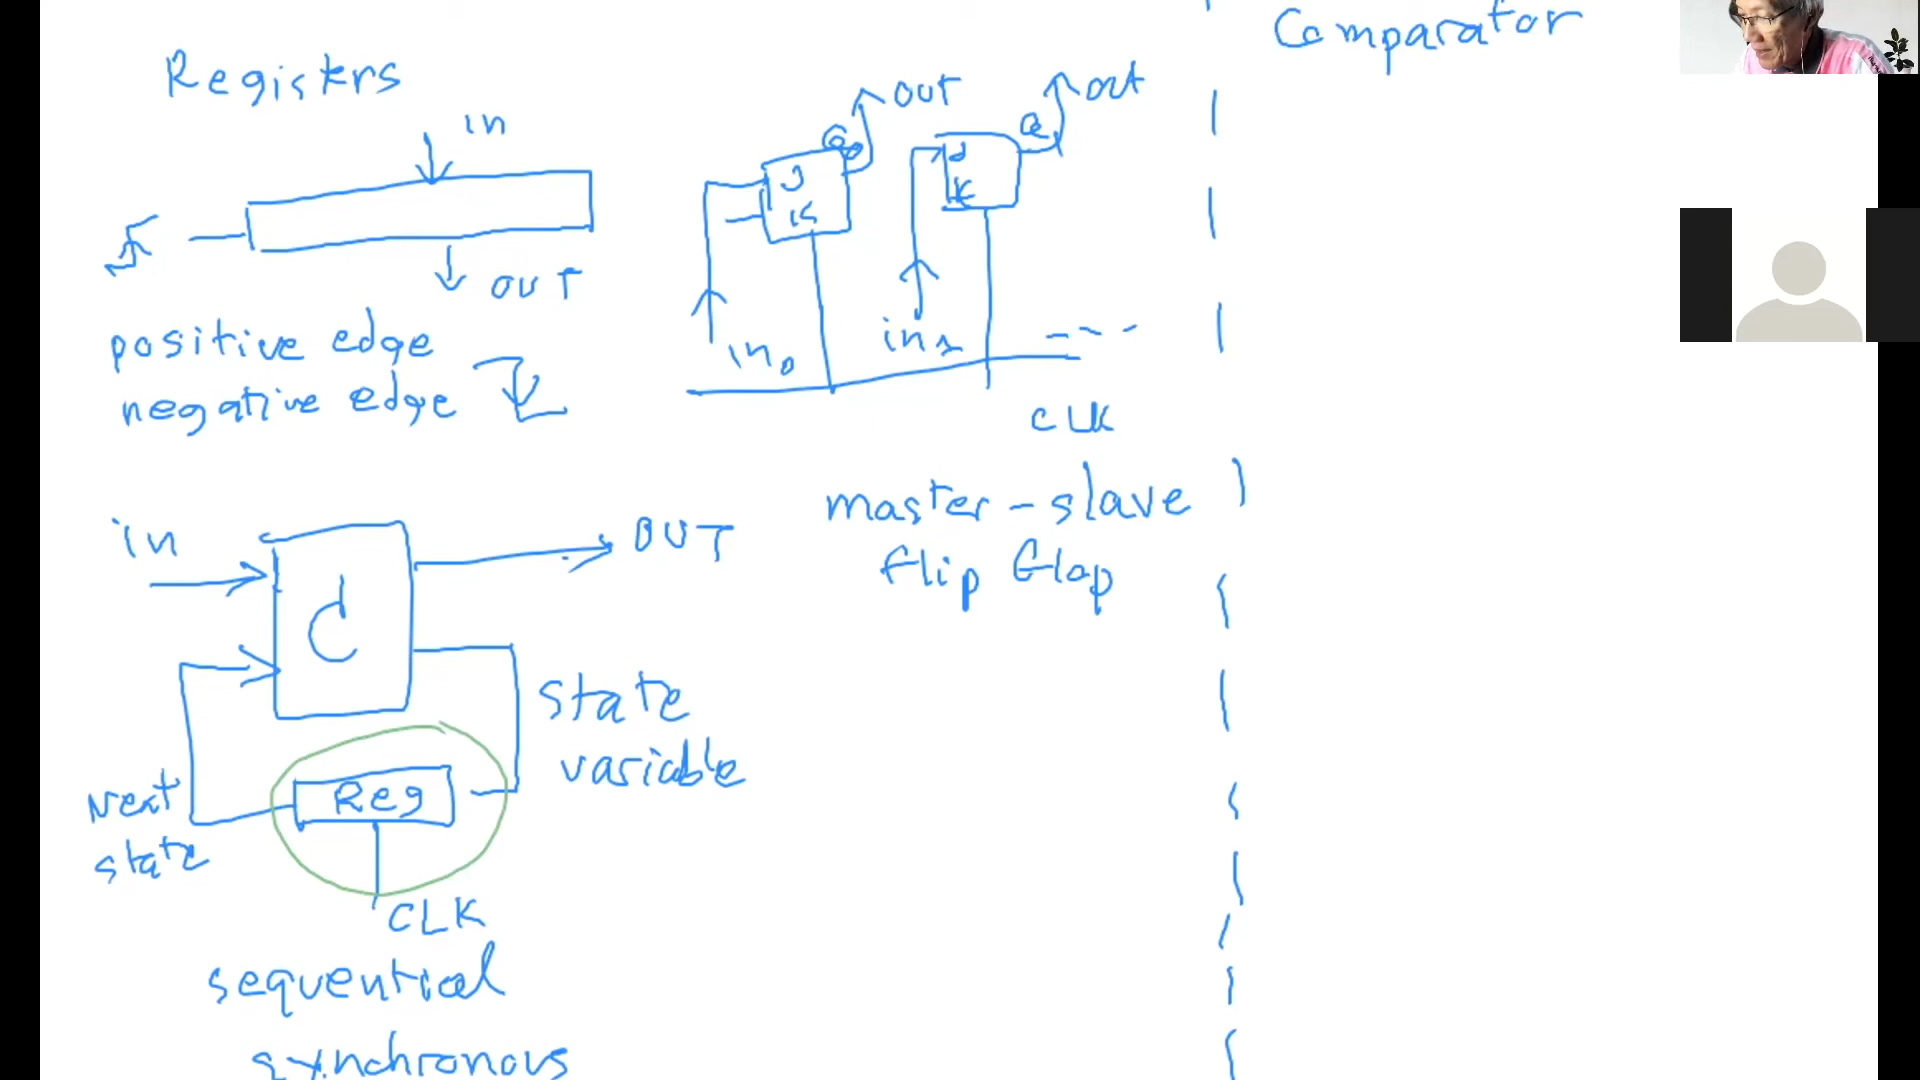 Registers
in
OUT
positive edge
negative edge
Q0
OUT
J
K
in0
Q
out
J
K
in1
CLK
master-slave
flip flop
in
C
OUT
state
variable
Next
state
Reg
CLK
sequential
synchronous
Comparator